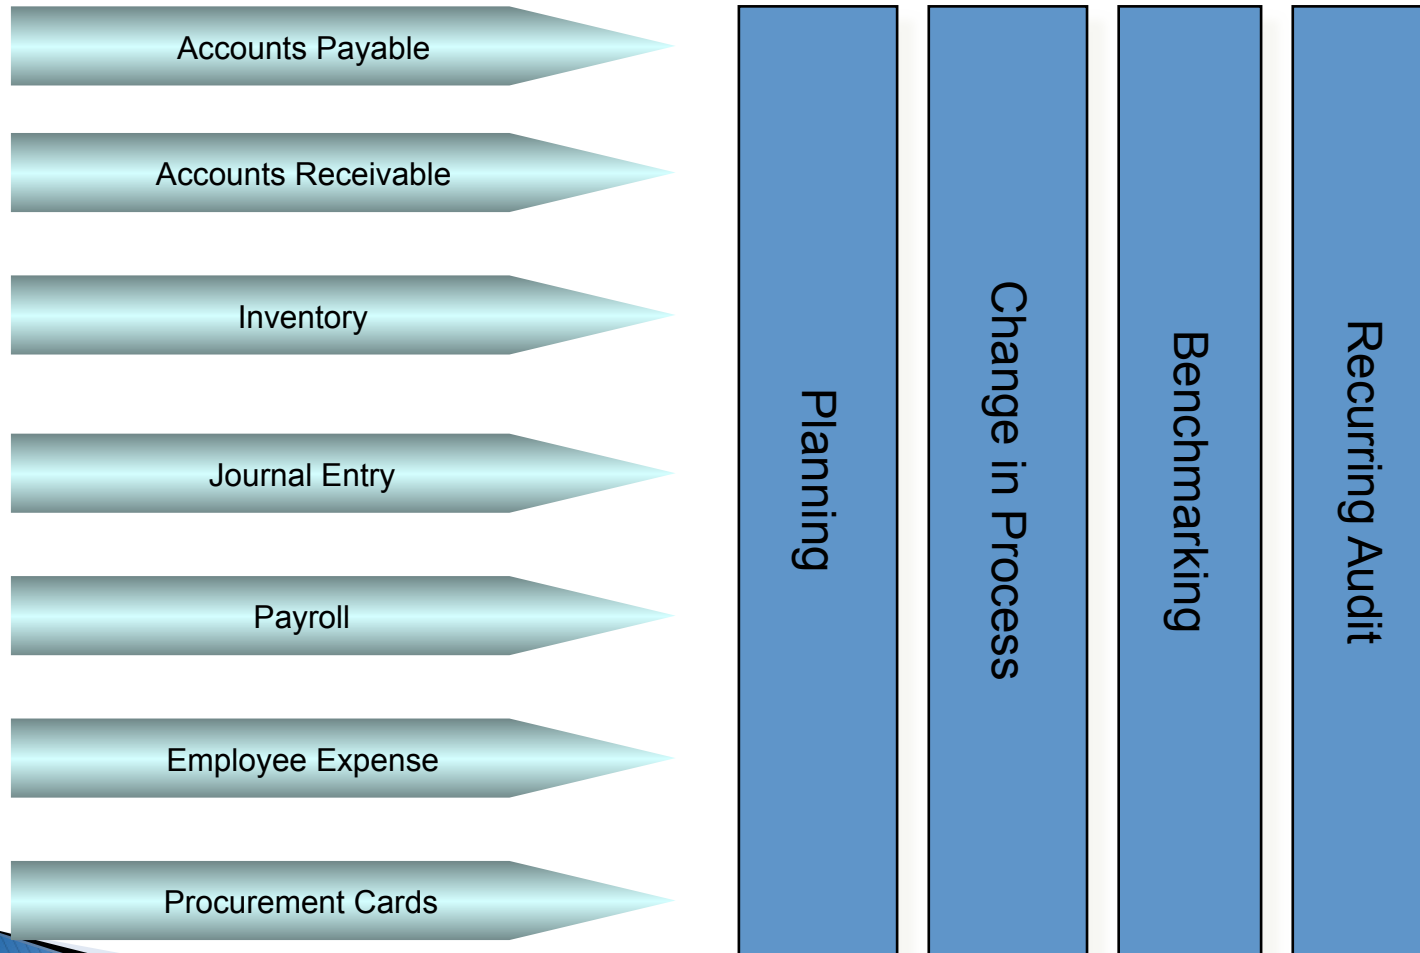 Accounts Payable
Accounts Receivable
Inventory
Journal Entry
Payroll
Employee Expense
Procurement Cards
Planning
Change in Process
Benchmarking
Recurring Audit